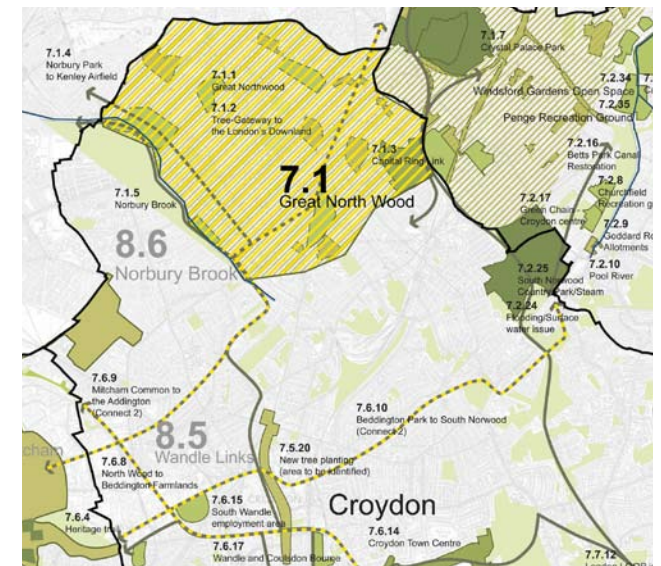 7.1.4
Norbury Park
to Kenley Airfield
7.1.1
Great Northwood
7.1.2
Tree-Gateway to
the London's Downland
7.1.7
Crystal Palace Park
7.2.34
Windsford Gardens Open Space
7.2.35
Penge Recreation Ground
7.1.3
Capital Ring Link
7.2.16
Betts Park Canal
Restoration
7.1
Great North Wood
7.1.5
Norbury Brook
7.2.8
Churchfield
Recreation g
7.2.17
Green Chain
Croydon centre
7.2.9
Goddard Ro
Allotments
8.6
Norbury Brook
7.2.10
Pool River
7.2.25
South Norwood
Country Park/Steam
7.2.24
Flooding/Surface
water issue
7.6.9
Mitcham Common to
the Addington
(Connect 2)
7.6.10
Beddington Park to South Norwood
(Connect 2)
8.5
Wandle Links
cham
7.6.8
North Wood to
Beddington Farmlands
7.5.20
New tree planting
(area to be identified)
7.6.15
South Wandle
employment area
Croydon
7.6.4
Heritage trail
7.6.14
Croydon Town Centre
7.6.17
Wandle and Coulsdon Bourne
7.7.12